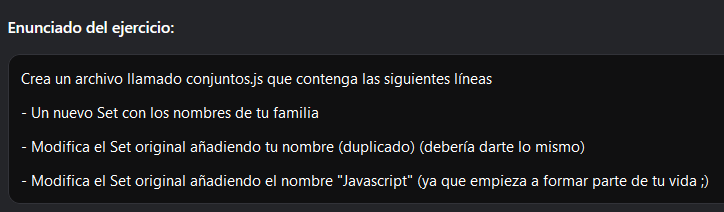 Enunciado del ejercicio:
Crea un archivo llamado conjuntos.js que contenga las siguientes líneas
- Un nuevo Set con los nombres de tu familia
- Modifica el Set original añadiendo tu nombre (duplicado) (debería darte lo mismo)
- Modifica el Set original añadiendo el nombre "Javascript" (ya que empieza a formar parte de tu vida ;)